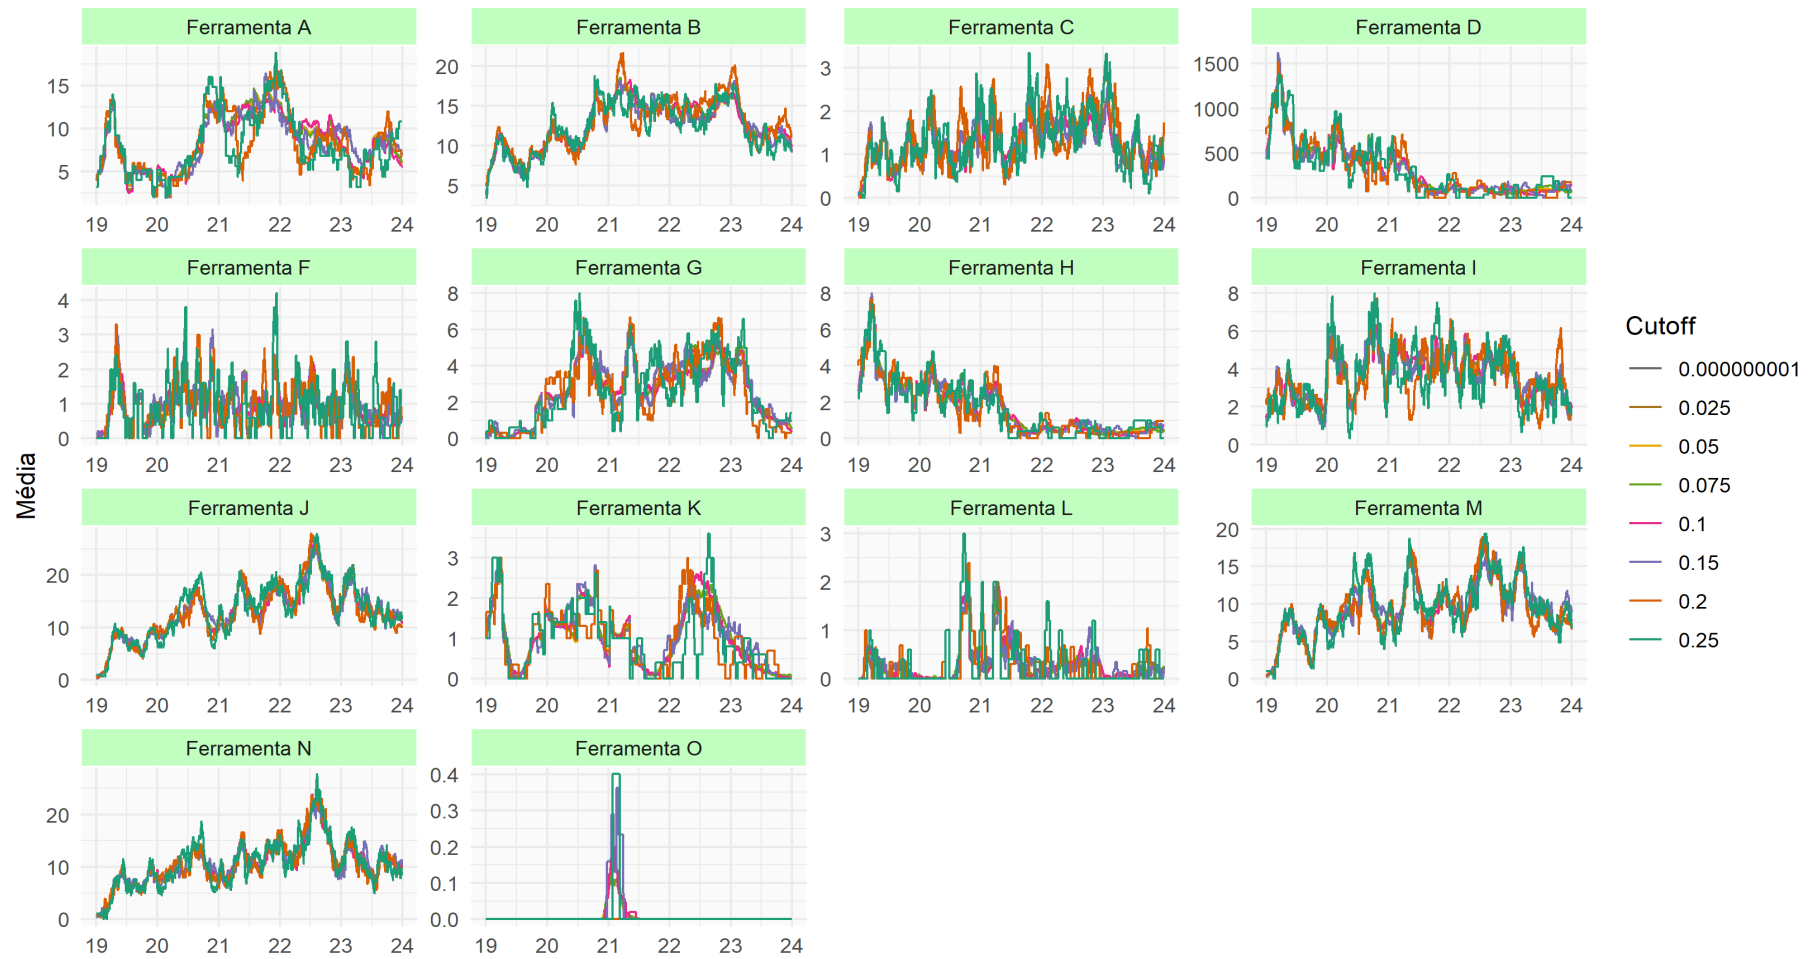 Ferramenta A
Ferramenta B
Ferramenta C
Ferramenta D
15
10
5
19 20 21 22 23 24
20
15
10
5
19 20 21 22 23 24
3
2
1
0
19 20 21 22 23 24
1500
1000
500
0
19 20 21 22 23 24
Ferramenta F
Ferramenta G
Ferramenta H
Ferramenta I
4
3
2
1
0
19 20 21 22 23 24
8
6
4
2
0
19 20 21 22 23 24
8
6
4
2
0
19 20 21 22 23 24
8
6
4
2
0
19 20 21 22 23 24
Ferramenta J
Ferramenta K
Ferramenta L
Ferramenta M
20
10
0
19 20 21 22 23 24
3
2
1
0
19 20 21 22 23 24
3
2
1
0
19 20 21 22 23 24
20
15
10
5
0
19 20 21 22 23 24
Ferramenta N
Ferramenta O
20
10
0
19 20 21 22 23 24
0.4
0.3
0.2
0.1
0.0
19 20 21 22 23 24
Média
Cutoff
0.000000001
0.025
0.05
0.075
0.1
0.15
0.2
0.25